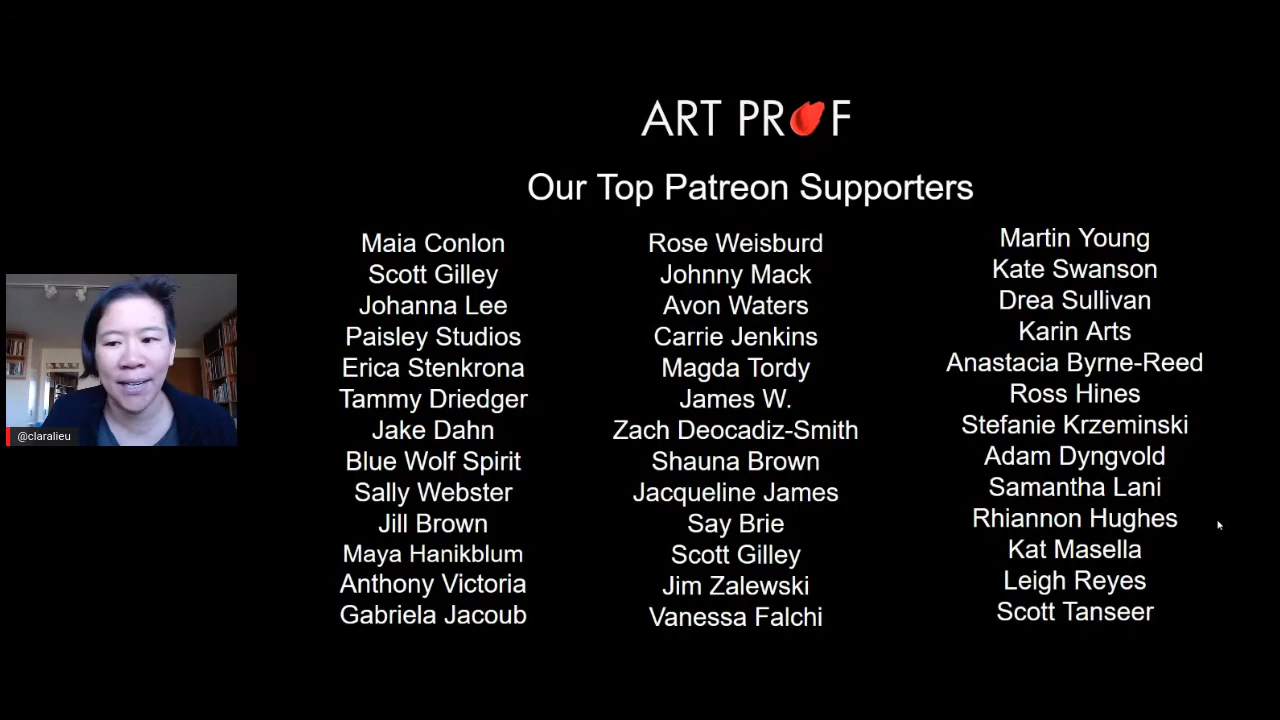 ART PROOF
Our Top Patreon Supporters
Maia Conlon
Scott Gilley
Johanna Lee
Paisley Studios
Erica Stenkrona
Tammy Driedger
Jake Dahn
Blue Wolf Spirit
Sally Webster
Jill Brown
Maya Hanikblum
Anthony Victoria
Gabriela Jacoub
Rose Weisburd
Johnny Mack
Avon Waters
Carrie Jenkins
Magda Tordy
James W.
Zach Deocadiz-Smith
Shauna Brown
Jacqueline James
Say Brie
Scott Gilley
Jim Zalewski
Vanessa Falchi
Martin Young
Kate Swanson
Drea Sullivan
Karin Arts
Anastacia Byrne-Reed
Ross Hines
Stefanie Krzeminski
Adam Dyngvold
Samantha Lani
Rhiannon Hughes
Kat Masella
Leigh Reyes
Scott Tanseer
@claralieu